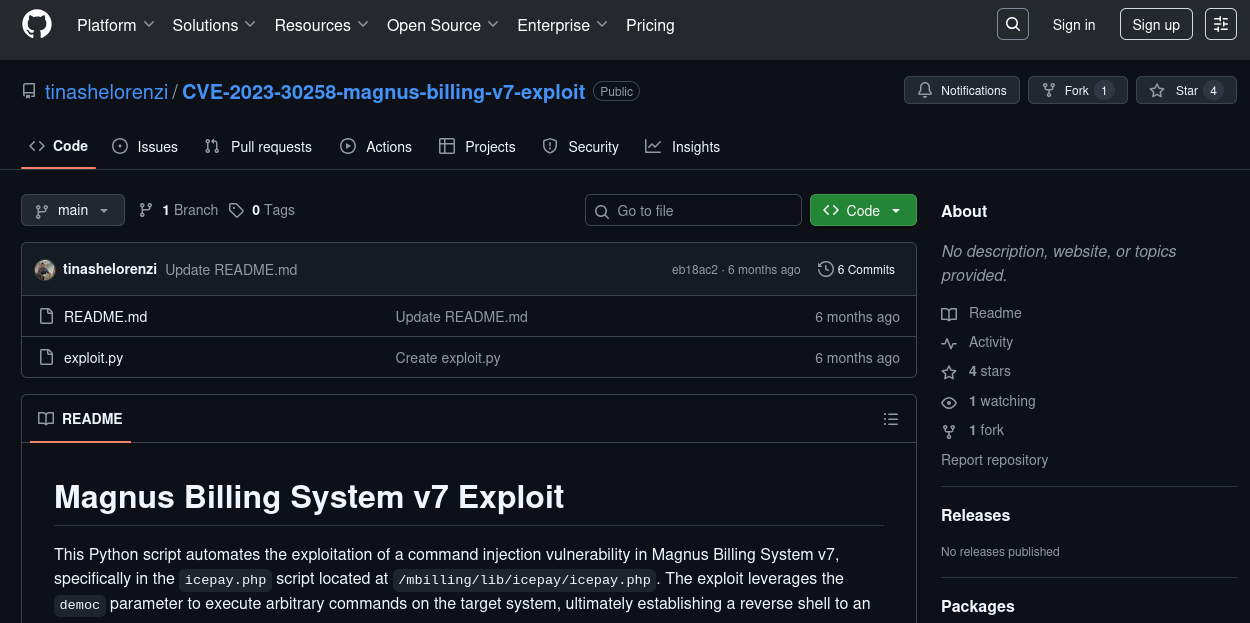 Platform Solutions Resources Open Source Enterprise Pricing Sign in Sign up
tinashelorenzi / CVE-2023-30258-magnus-billing-v7-exploit Public Notifications Fork 1 Star 4
Code Issues Pull requests Actions Projects Security Insights
main 1 Branch 0 Tags Go to file Code
tinashelorenzi Update README.md eb18ac2 · 6 months ago 6 Commits
README.md Update README.md 6 months ago
exploit.py Create exploit.py 6 months ago
README
Magnus Billing System v7 Exploit
This Python script automates the exploitation of a command injection vulnerability in Magnus Billing System v7,
specifically in the icepay.php script located at /mbilling/lib/icepay/icepay.php. The exploit leverages the
democ parameter to execute arbitrary commands on the target system, ultimately establishing a reverse shell to an
About
No description, website, or topics
provided.
Readme
Activity
4 stars
1 watching
1 fork
Report repository
Releases
No releases published
Packages